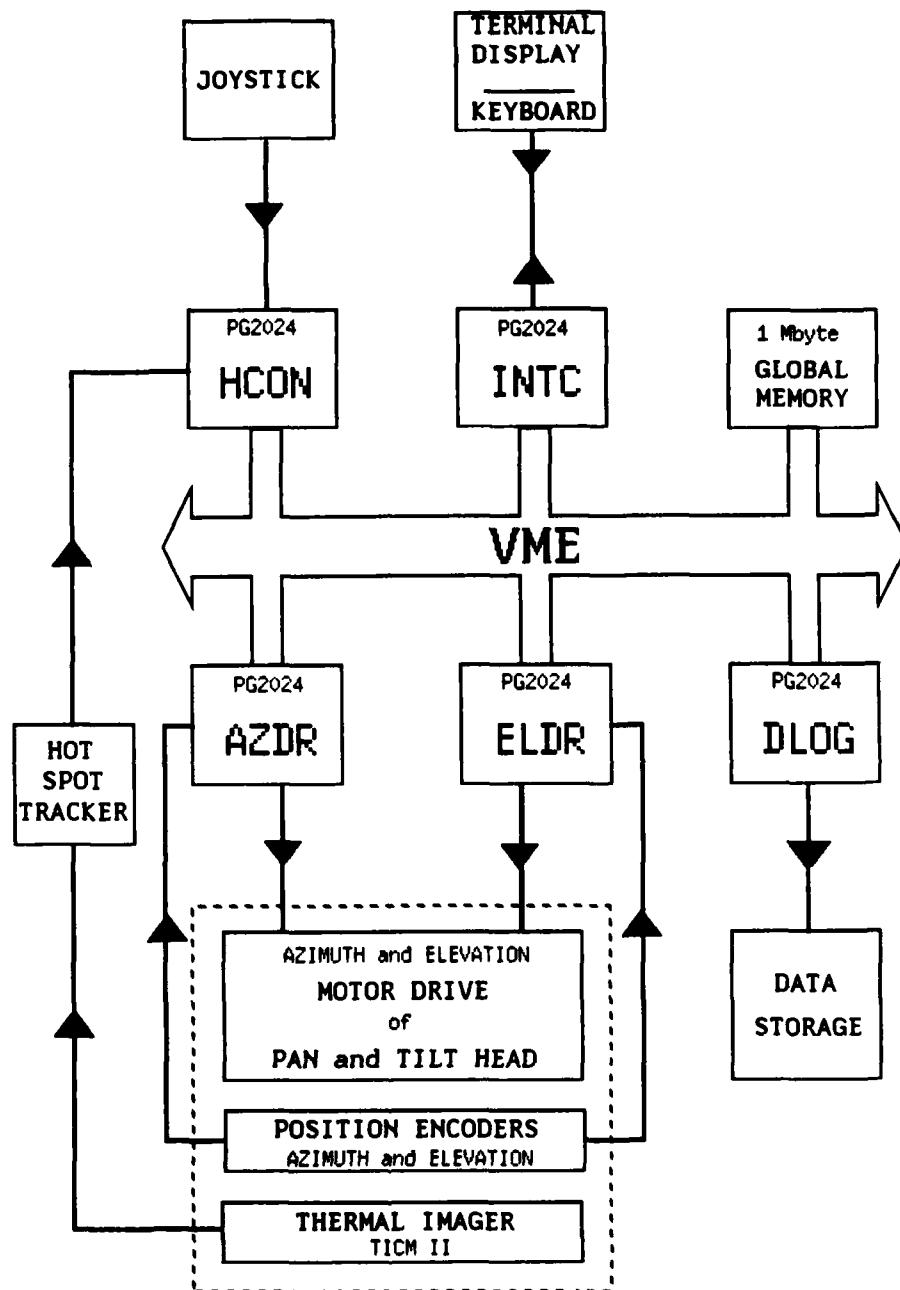 JOYSTICK
TERMINAL
DISPLAY
KEYBOARD
PG2024
HCON
PG2024
INTC
1 Mbyte
GLOBAL
MEMORY
VME
PG2024
AZDR
PG2024
ELDR
PG2024
DLOG
HOT
SPOT
TRACKER
AZIMUTH and ELEVATION
MOTOR DRIVE
of
PAN and TILT HEAD
DATA
STORAGE
POSITION ENCODERS
AZIMUTH and ELEVATION
THERMAL IMAGER
TICM II